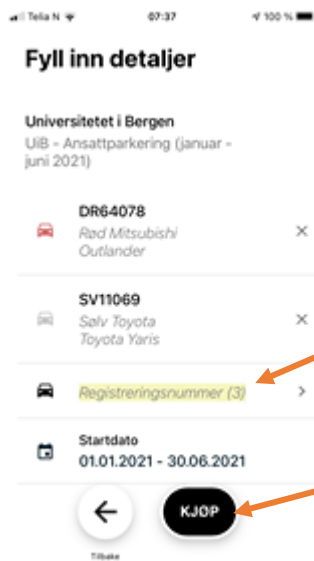 Telia N
07:37
100 %
Fyll inn detaljer
Universitetet i Bergen
UiB - Ansattparkering (januar -
juni 2021)
DR64078
Rød Mitsubishi
Outlander
SV11069
Sølv Toyota
Toyota Yaris
Registreringsnummer (3)
Startdato
01.01.2021 - 30.06.2021
KJØP
Tilbake